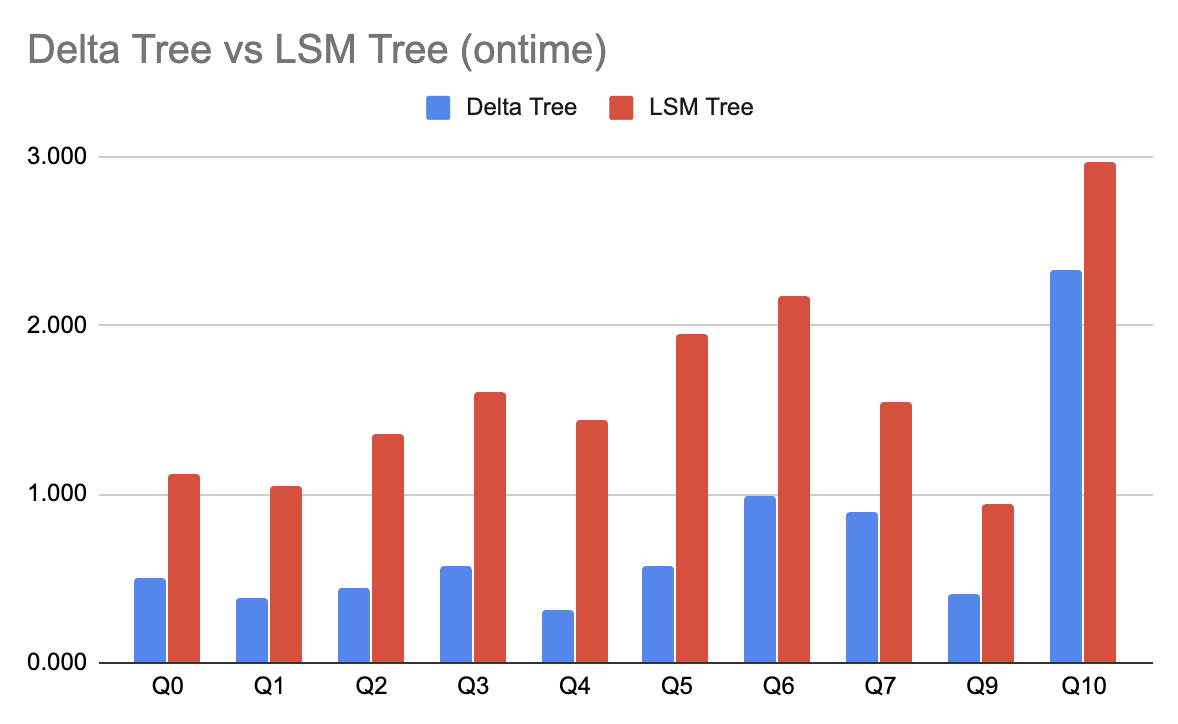 Delta Tree vs LSM Tree (ontime)
Delta Tree LSM Tree
3.000
2.000
1.000
0.000
Q0 Q1 Q2 Q3 Q4 Q5 Q6 Q7 Q9 Q10